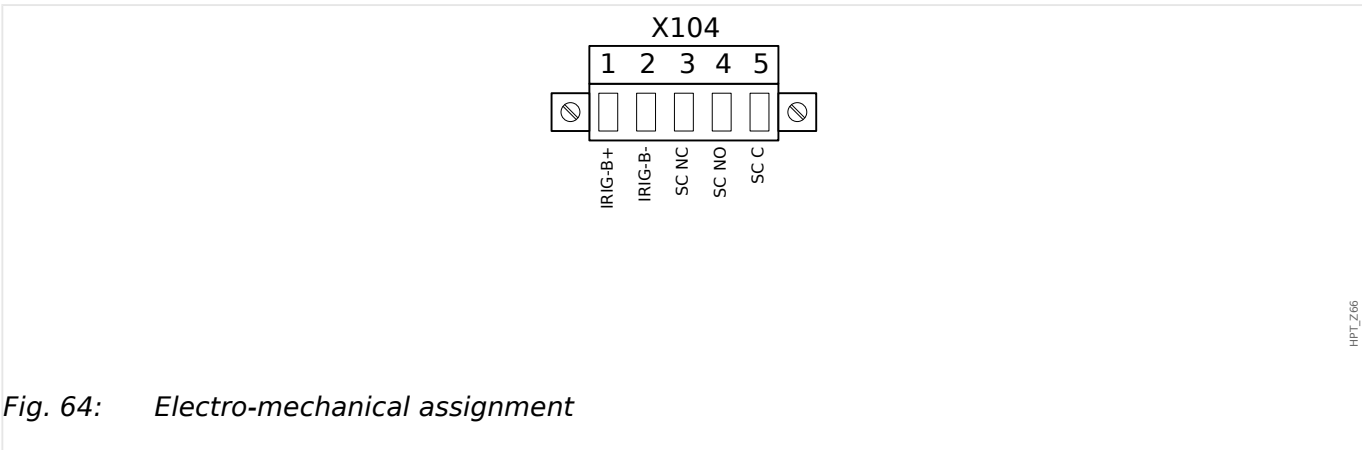 X104
1 2 3 4 5
IRIG-B+
IRIG-B-
SC NC
SC NO
SC C
HPT_Z66
Fig. 64: Electro-mechanical assignment